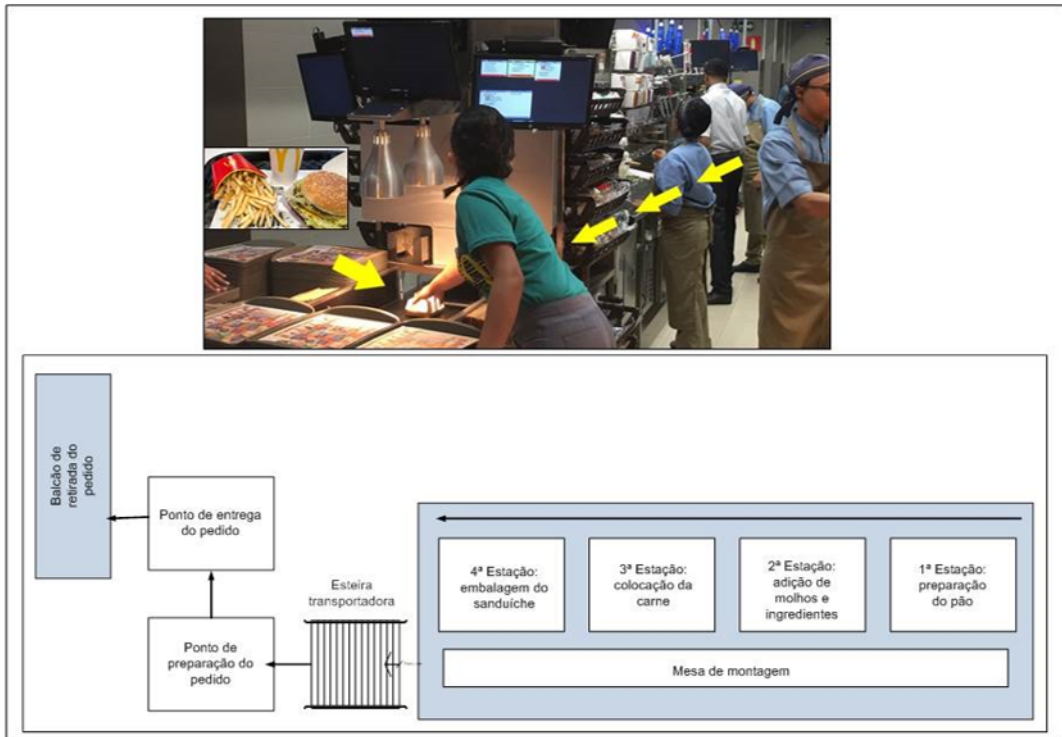 Balcão de
retirada do
pedido
Ponto de entrega
do pedido
Ponto de
preparação do
pedido
Esteira
transportadora
4ª Estação:
embalagem do
sanduíche
3ª Estação:
colocação da
carne
2ª Estação:
adição de
molhos e
ingredientes
1ª Estação:
preparação
do pão
Mesa de montagem